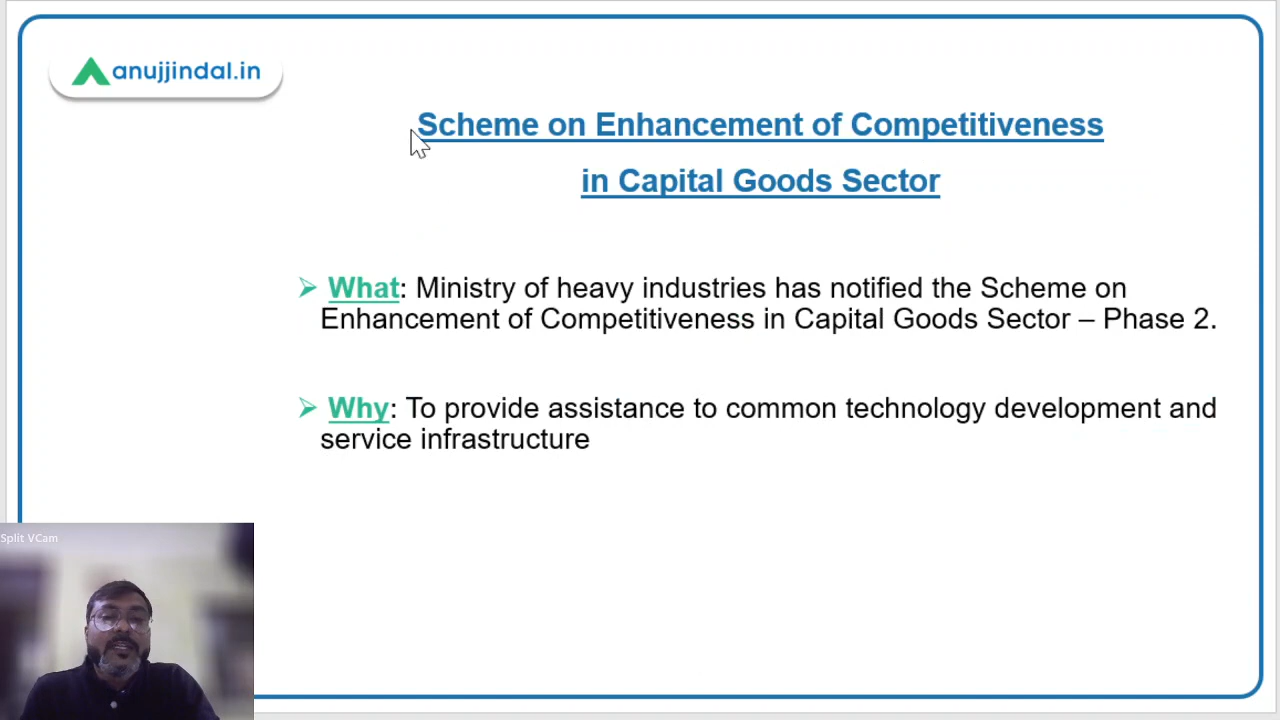 anujjindal.in
Scheme on Enhancement of Competitiveness
in Capital Goods Sector
➢ What: Ministry of heavy industries has notified the Scheme on
Enhancement of Competitiveness in Capital Goods Sector – Phase 2.
➢ Why: To provide assistance to common technology development and
service infrastructure
Split VCam